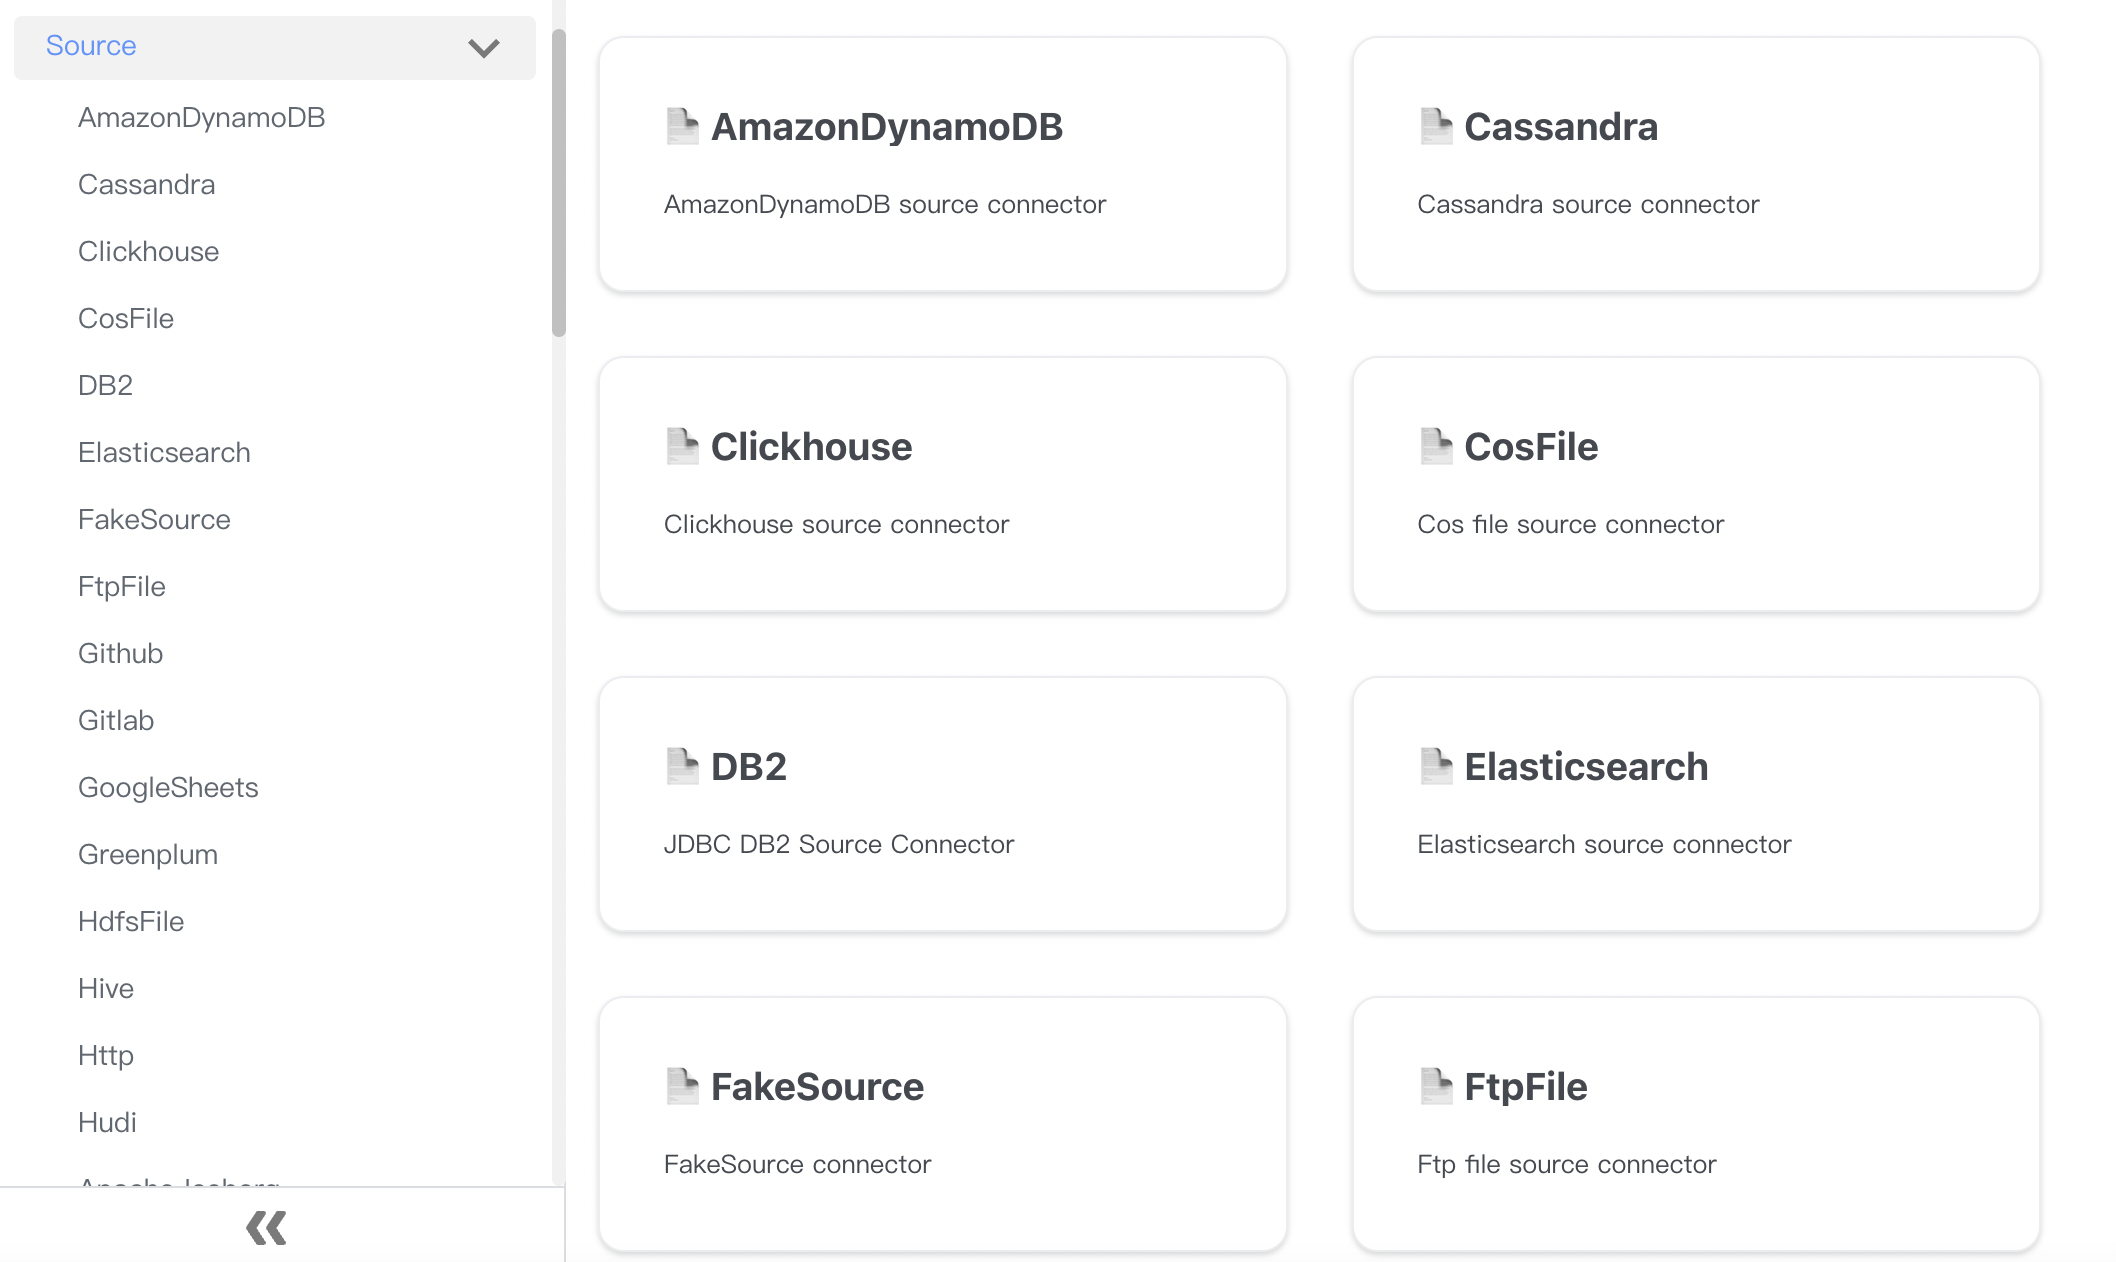 Source
AmazonDynamoDB
Cassandra
Clickhouse
CosFile
DB2
Elasticsearch
FakeSource
FtpFile
Github
Gitlab
GoogleSheets
Greenplum
HdfsFile
Hive
Http
Hudi
Apache Iceberg
AmazonDynamoDB
AmazonDynamoDB source connector
Cassandra
Cassandra source connector
Clickhouse
Clickhouse source connector
CosFile
Cos file source connector
DB2
JDBC DB2 Source Connector
Elasticsearch
Elasticsearch source connector
FakeSource
FakeSource connector
FtpFile
Ftp file source connector